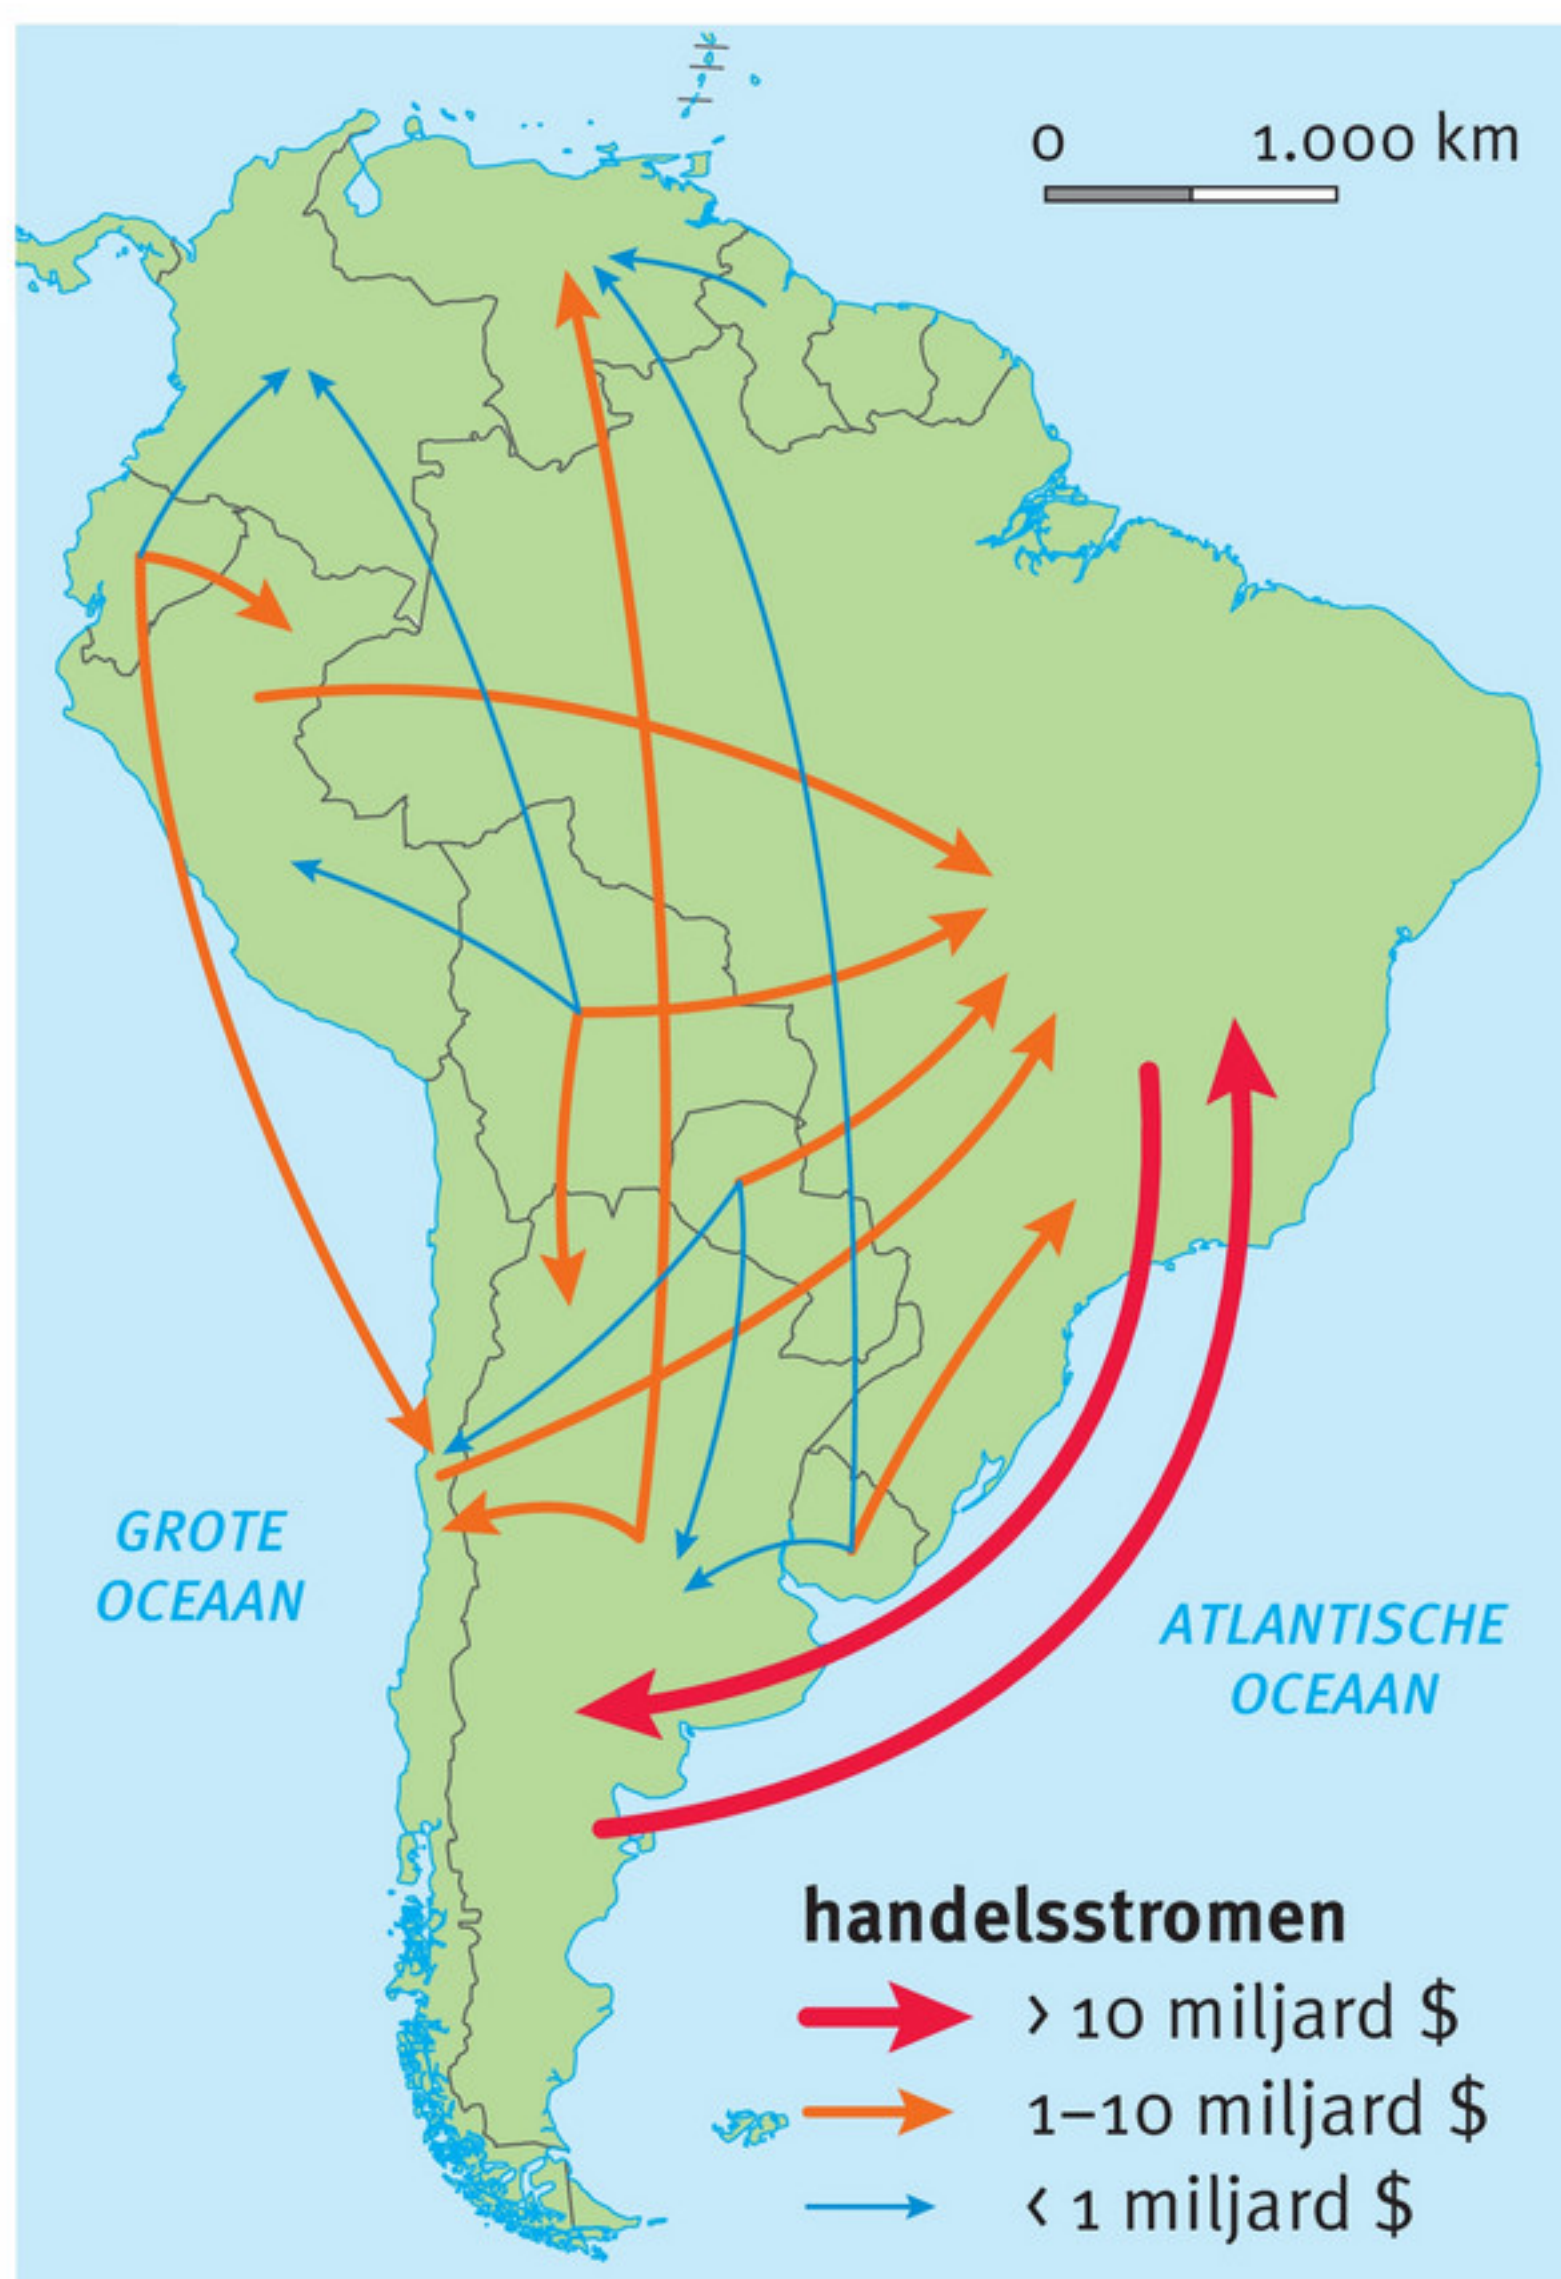 0 1.000 km
GROTE
OCEAAN
ATLANTISCHE
OCEAAN
handelsstromen
> 10 miljard $
1–10 miljard $
< 1 miljard $